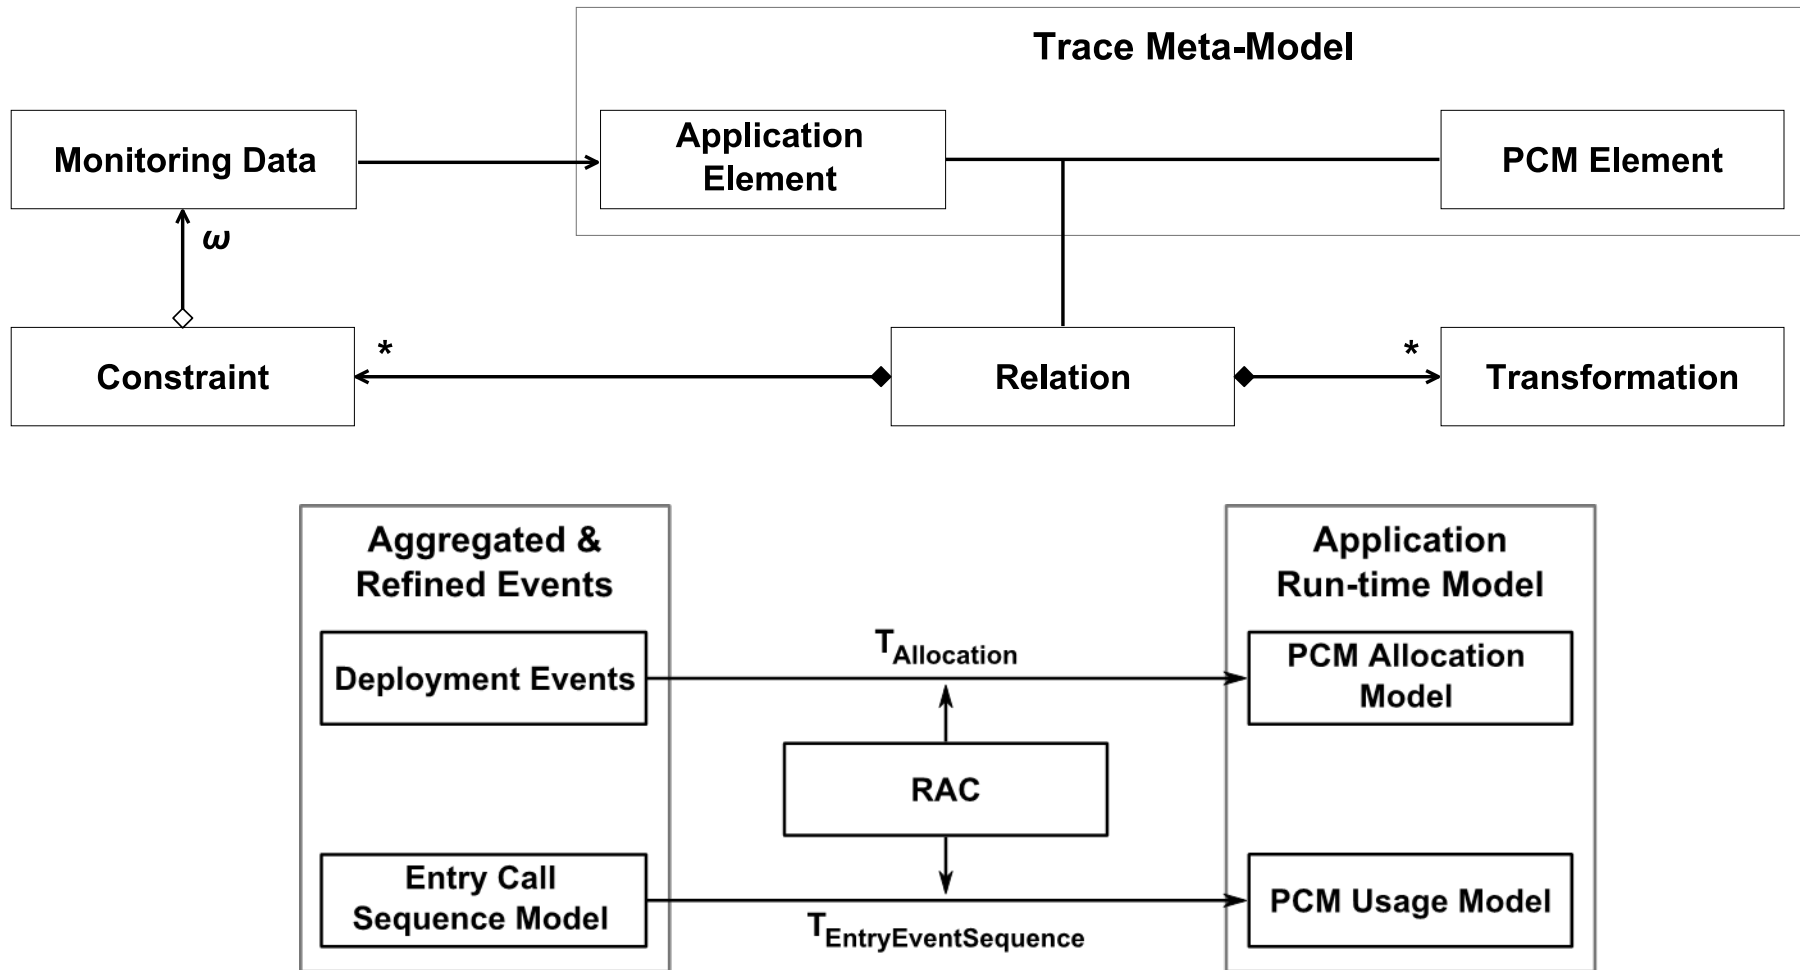 Trace Meta-Model
Monitoring Data
Application
Element
PCM Element
ω
Constraint
*
Relation
*
Transformation
Aggregated &
Refined Events
Application
Run-time Model
Deployment Events
TAllocation
PCM Allocation
Model
RAC
Entry Call
Sequence Model
TEntryEventSequence
PCM Usage Model